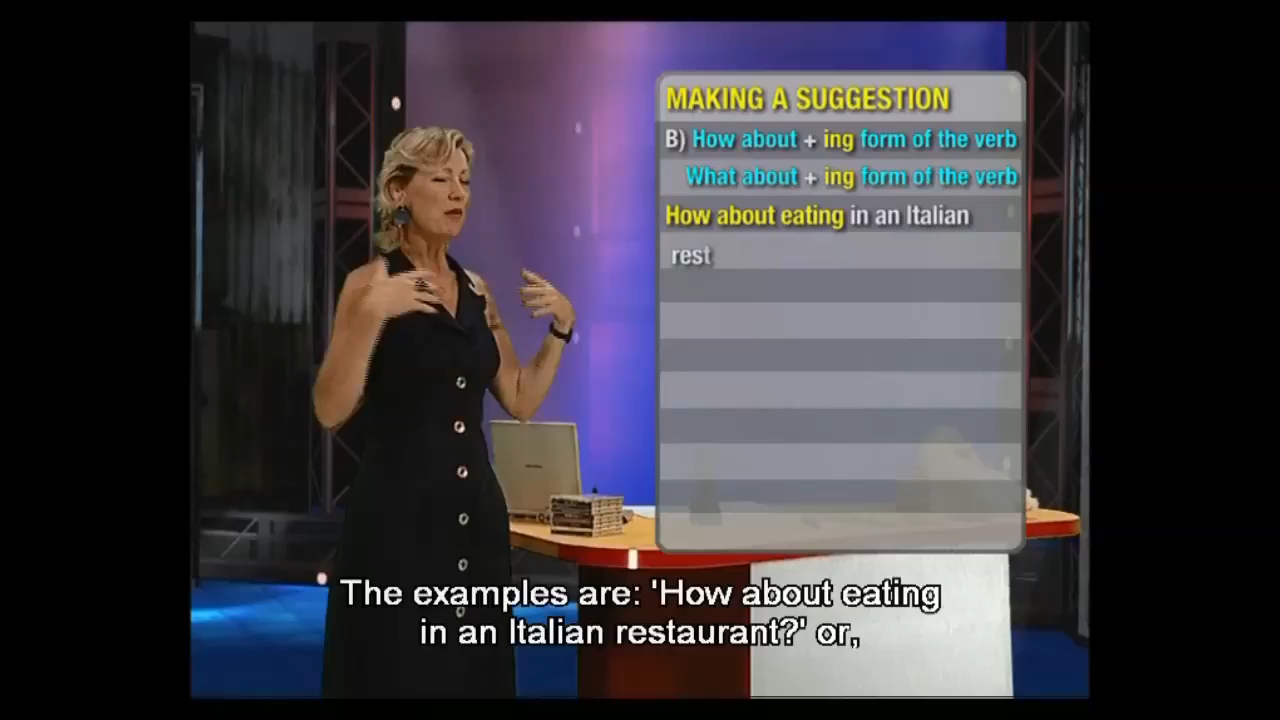 MAKING A SUGGESTION
B) How about + ing form of the verb
What about + ing form of the verb
How about eating in an Italian
rest
The examples are: 'How about eating
in an Italian restaurant?' or,